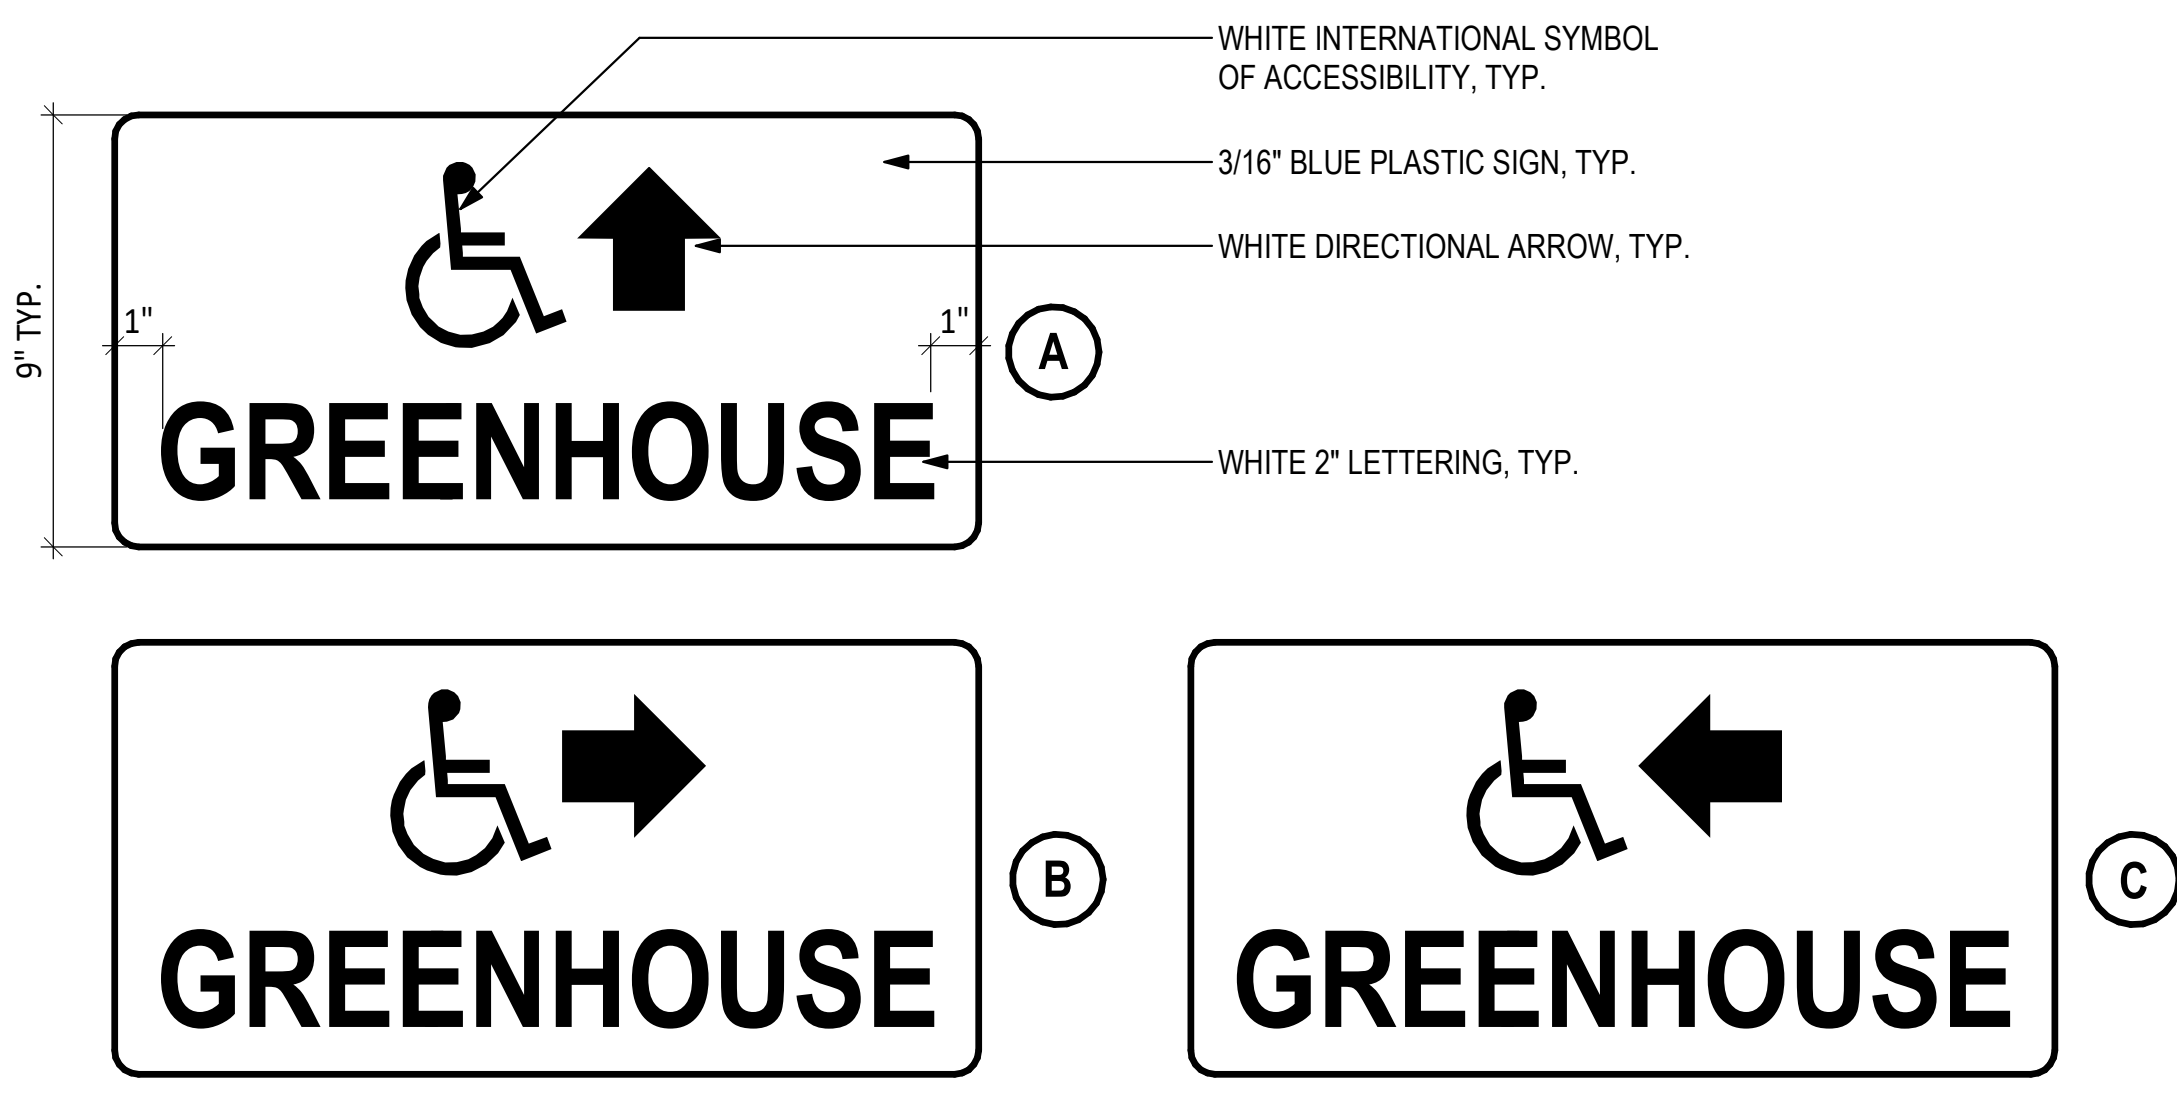 WHITE INTERNATIONAL SYMBOL
OF ACCESSIBILITY, TYP.
3/16" BLUE PLASTIC SIGN, TYP.
WHITE DIRECTIONAL ARROW, TYP.
9" TYP.
1"
1"
A
GREENHOUSE
WHITE 2" LETTERING, TYP.
B
GREENHOUSE
C
GREENHOUSE